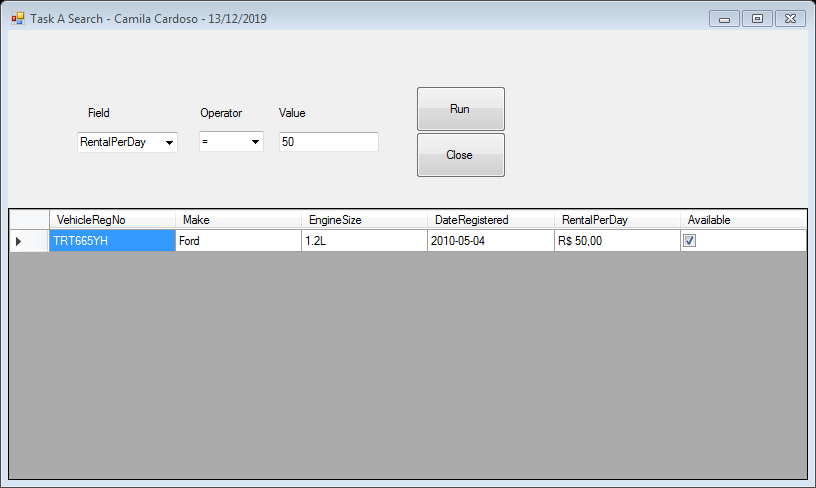 Task A Search - Camila Cardoso - 13/12/2019
Field Operator Value
RentalPerDay = 50
Run
Close
VehicleRegNo Make EngineSize DateRegistered RentalPerDay Available
TRT665YH Ford 1.2L 2010-05-04 R$ 50,00